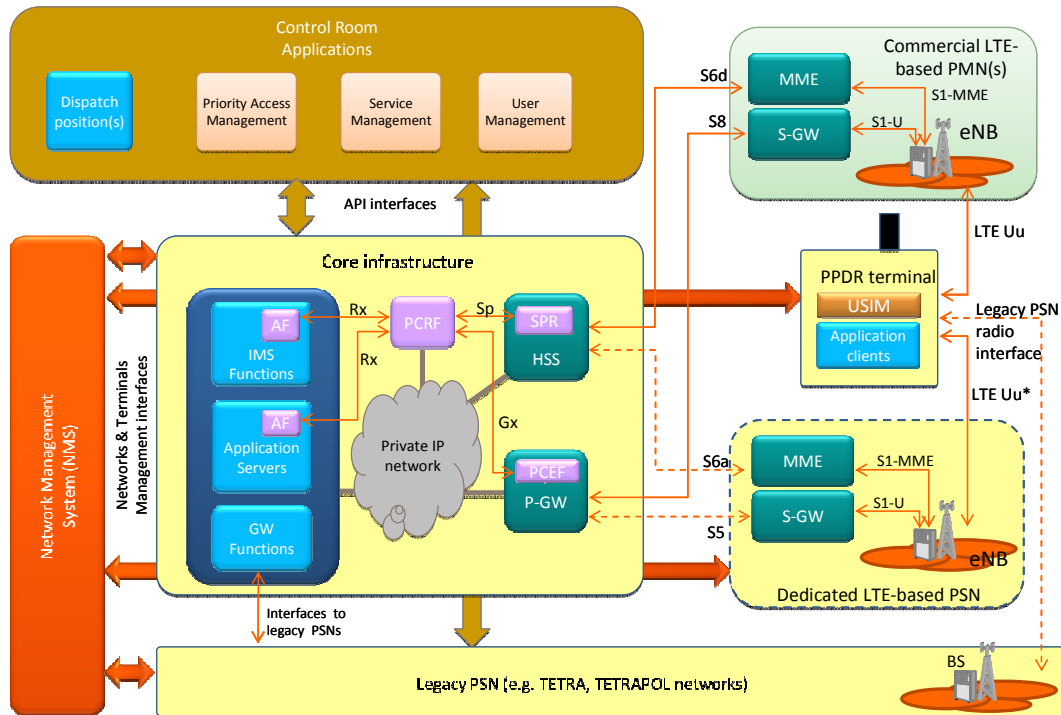 Control Room
Applications
Dispatch
position(s)
Priority Access
Management
Service
Management
User
Management
API interfaces
Commercial LTE-
based PMN(s)
MME
S-GW
S6d
S8
S1-MME
S1-U
eNB
LTE Uu
Network Management
System (NMS)
Networks & Terminals
Management interfaces
Core infrastructure
AF
IMS
Functions
AF
Application
Servers
GW
Functions
Rx
Rx
PCRF
Sp
SPR
HSS
Gx
Private IP
network
PCEF
P-GW
PPDR terminal
USIM
Application
clients
Legacy PSN
radio
interface
LTE Uu*
S6a
S5
MME
S-GW
S1-MME
S1-U
eNB
Dedicated LTE-based PSN
Interfaces to
legacy PSNs
Legacy PSN (e.g. TETRA, TETRAPOL networks)
BS